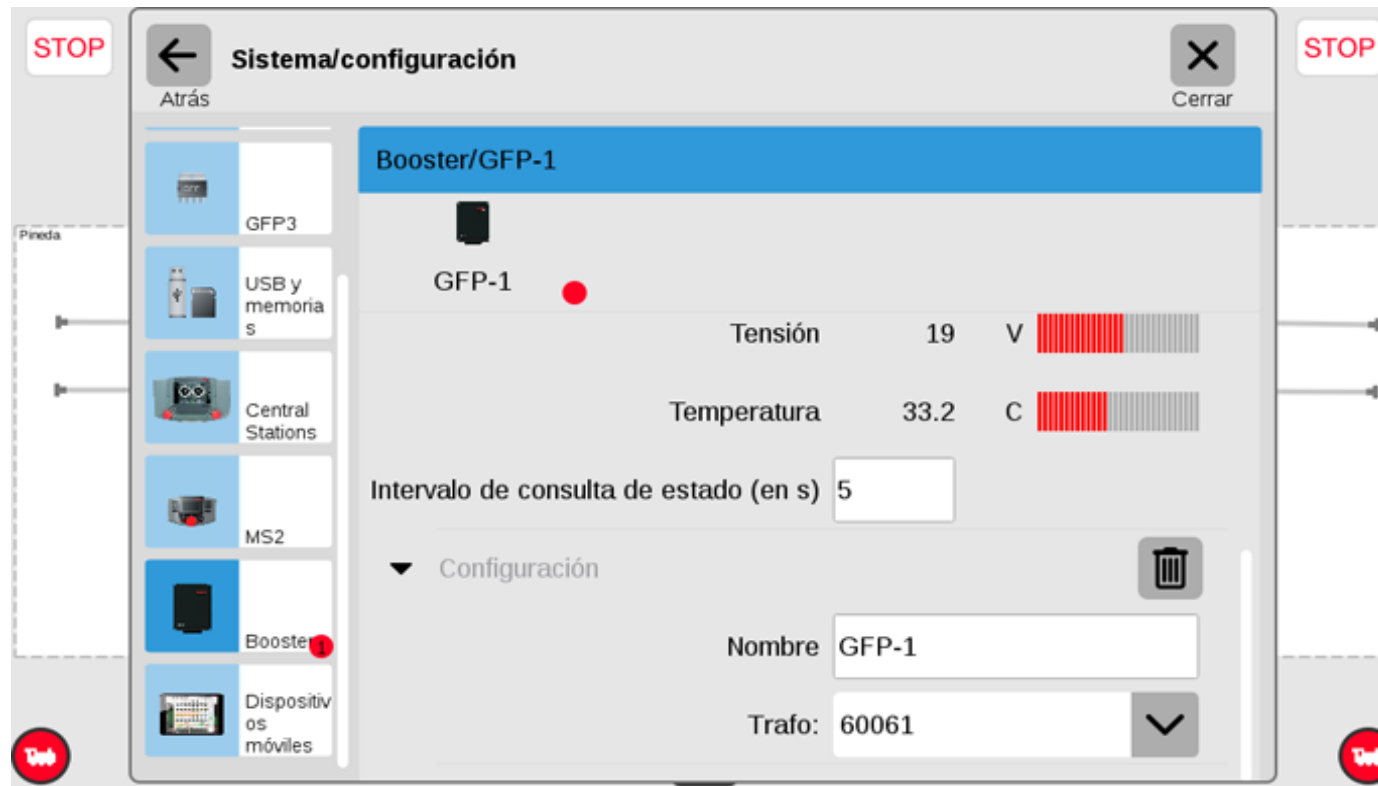 STOP
Sistema/configuración
STOP
Atrás
Cerrar
Booster/GFP-1
GFP3
Pineda
USB y
memoria
s
GFP-1
Tensión 19 V
Central
Stations
Temperatura 33.2 C
Intervalo de consulta de estado (en s) 5
MS2
Configuración
Booster
1
Nombre GFP-1
Dispositiv
os
móviles
Trafo: 60061